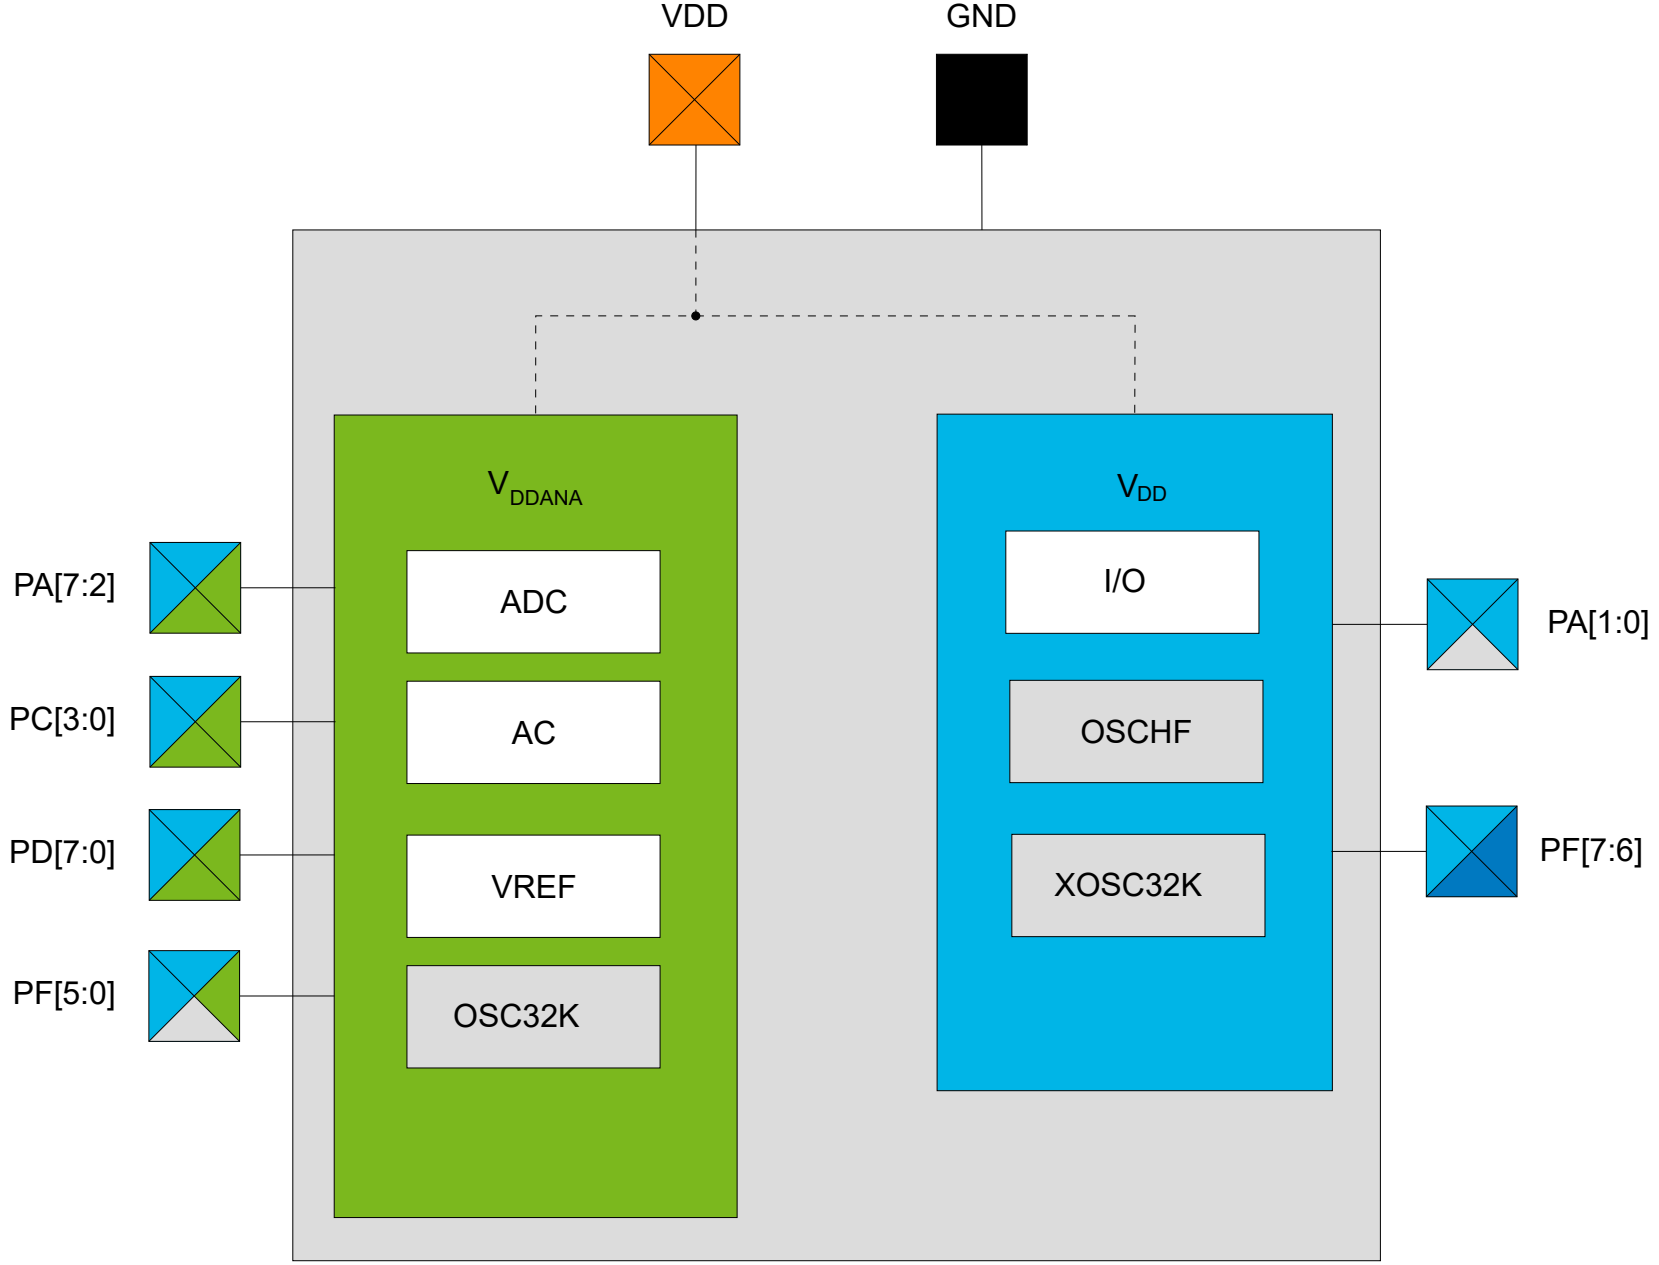 VDD
GND
VDDANA
VDD
ADC
I/O
PA[7:2]
PA[1:0]
PC[3:0]
AC
OSCHF
PD[7:0]
VREF
XOSC32K
PF[7:6]
PF[5:0]
OSC32K